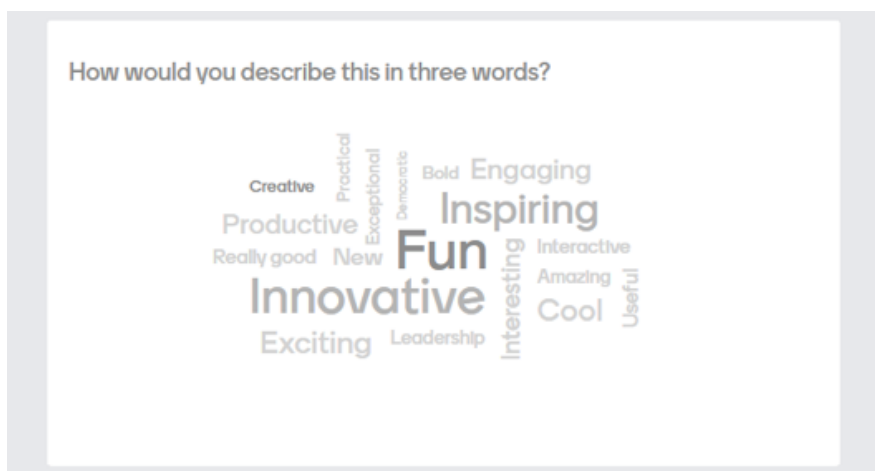 How would you describe this in three words?
Practical
Exceptional
Democratic
Bold
Engaging
Creative
Inspiring
Productive
Fun
Interactive
Really good
New
Interesting
Amazing
Useful
Innovative
Cool
Exciting
Leadership